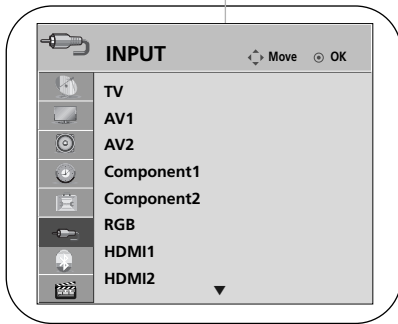 INPUT
Move OK
TV
AV1
AV2
Component1
Component2
RGB
HDMI1
HDMI2